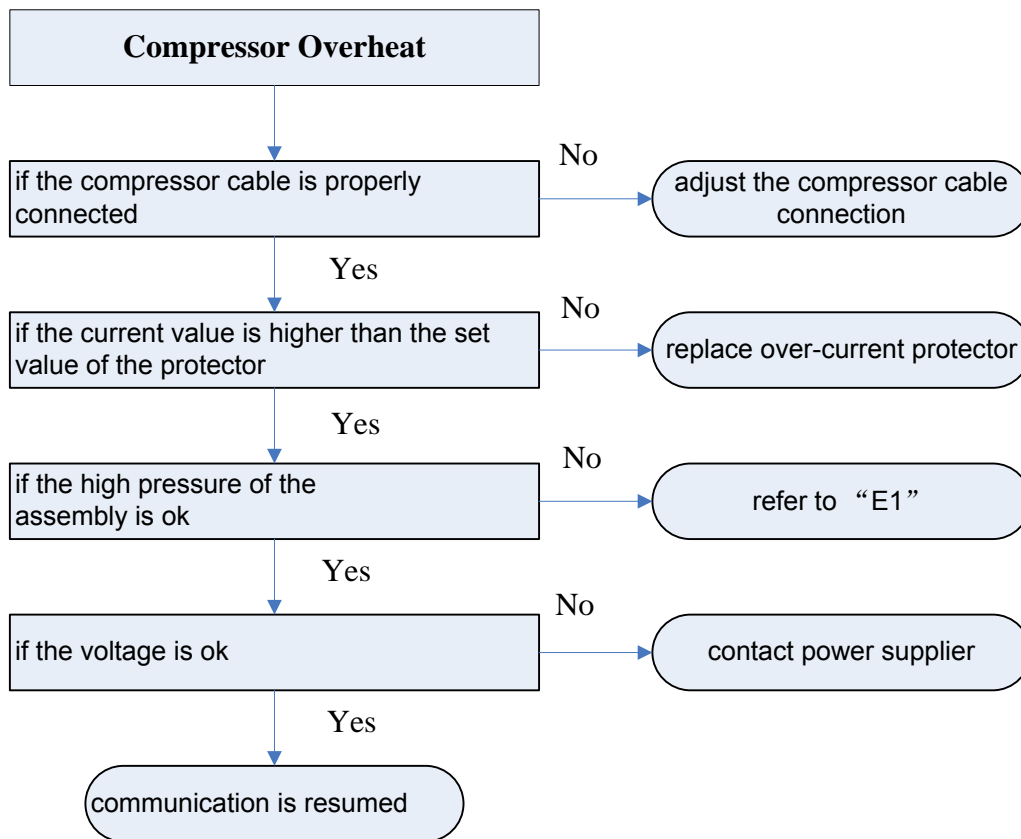 Compressor Overheat
No
if the compressor cable is properly
connected
adjust the compressor cable
connection
Yes
No
if the current value is higher than the set
value of the protector
replace over-current protector
Yes
No
if the high pressure of the
assembly is ok
refer to “E1”
Yes
No
if the voltage is ok
contact power supplier
Yes
communication is resumed